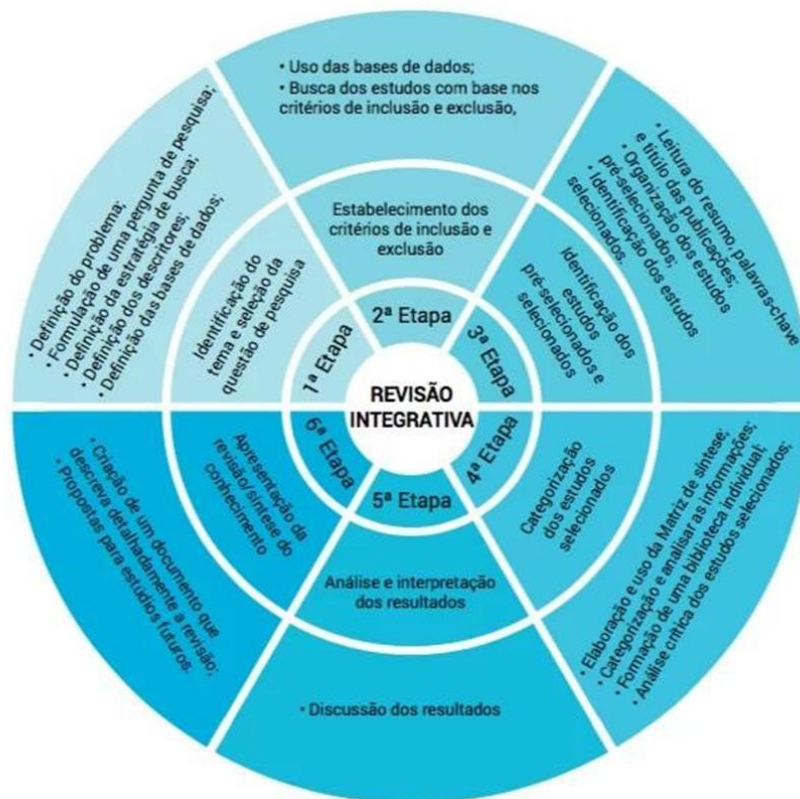 REVISÃO
INTEGRATIVA
1ª Etapa
Identificação do
tema e seleção da
questão de pesquisa
• Definição do problema;
• Formulação de uma pergunta de pesquisa;
• Definição da estratégia de busca;
• Definição dos descritores;
• Definição das bases de dados;
2ª Etapa
Estabelecimento dos
critérios de inclusão e
exclusão
• Uso das bases de dados;
• Busca dos estudos com base nos
critérios de inclusão e exclusão,
3ª Etapa
Identificação dos
estudos
pré-selecionados e
selecionados
• Leitura do resumo, palavras-chave
e titúlo das publicações;
• Organização dos estudos
pré-selecionados;
• Identificação dos estudos
selecionados;
4ª Etapa
Categorização
dos estudos
selecionados
• Elaboração e uso da Matriz de síntese;
• Categorização e analisar as informações;
• Formação de uma biblioteca individual;
• Análise crítica dos estudos selecionados;
5ª Etapa
Análise e interpretação
dos resultados
• Discussão dos resultados
6ª Etapa
Apresentação da
revisão/síntese do
conhecimento
• Criação de um documento que
descreva detalhadamente a revisão;
• Propostas para estudios futuros.